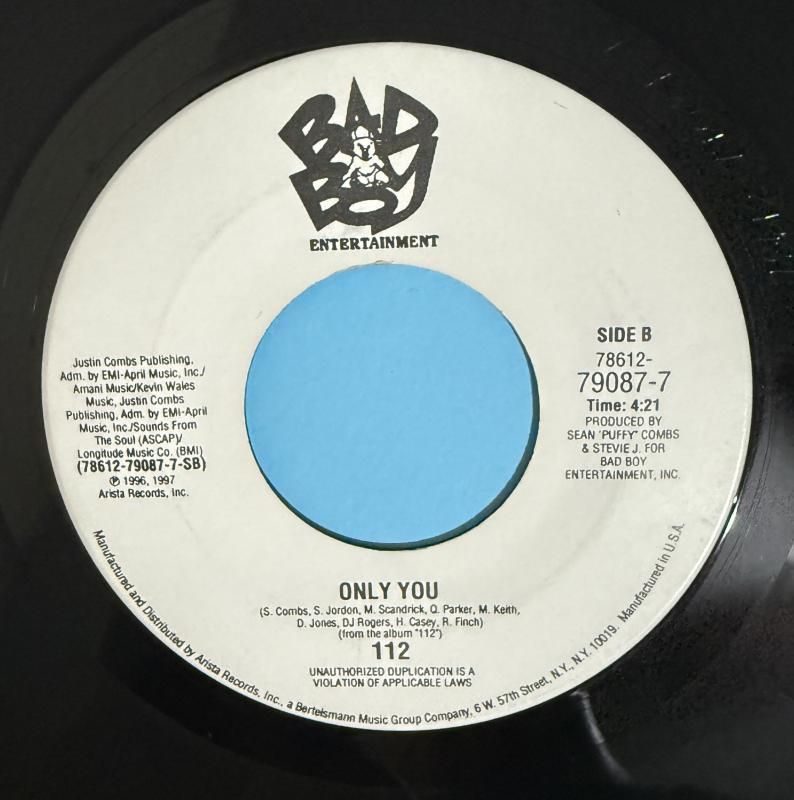 BAD
BOY
ENTERTAINMENT
Justin Combs Publishing,
Adm. by EMI-April Music, Inc./
Amani Music/Kevin Wales
Music, Justin Combs
Publishing, Adm. by EMI-April
Music, Inc/Sounds From
The Soul (ASCAP)/
Longitude Music Co. (BMI)
(78612-79087-7-SB)
℗ 1996, 1997
Arista Records, Inc.
SIDE B
78612-
79087-7
Time: 4:21
PRODUCED BY
SEAN "PUFFY" COMBS
& STEVIE J. FOR
BAD BOY
ENTERTAINMENT, INC.
ONLY YOU
(S. Combs, S. Jordon, M. Scandrick, Q. Parker, M. Keith,
D. Jones, DJ Rogers, H. Casey, R. Finch)
(from the album "112")
112
UNAUTHORIZED DUPLICATION IS A
VIOLATION OF APPLICABLE LAWS
Manufactured and Distributed by Arista Records, Inc., a Bertelsmann Music Group Company, 6 W. 57th Street, N.Y., N.Y. 10019. Manufactured in U.S.A.